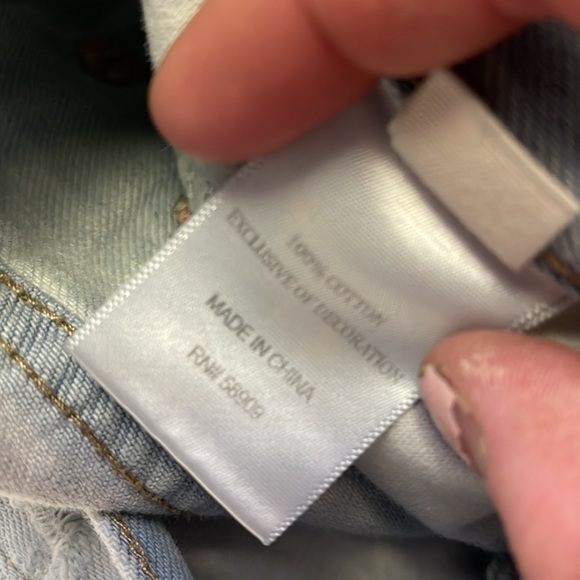 100% COTTON
EXCLUSIVE OF DECORATION
MADE IN CHINA
RN# 58909